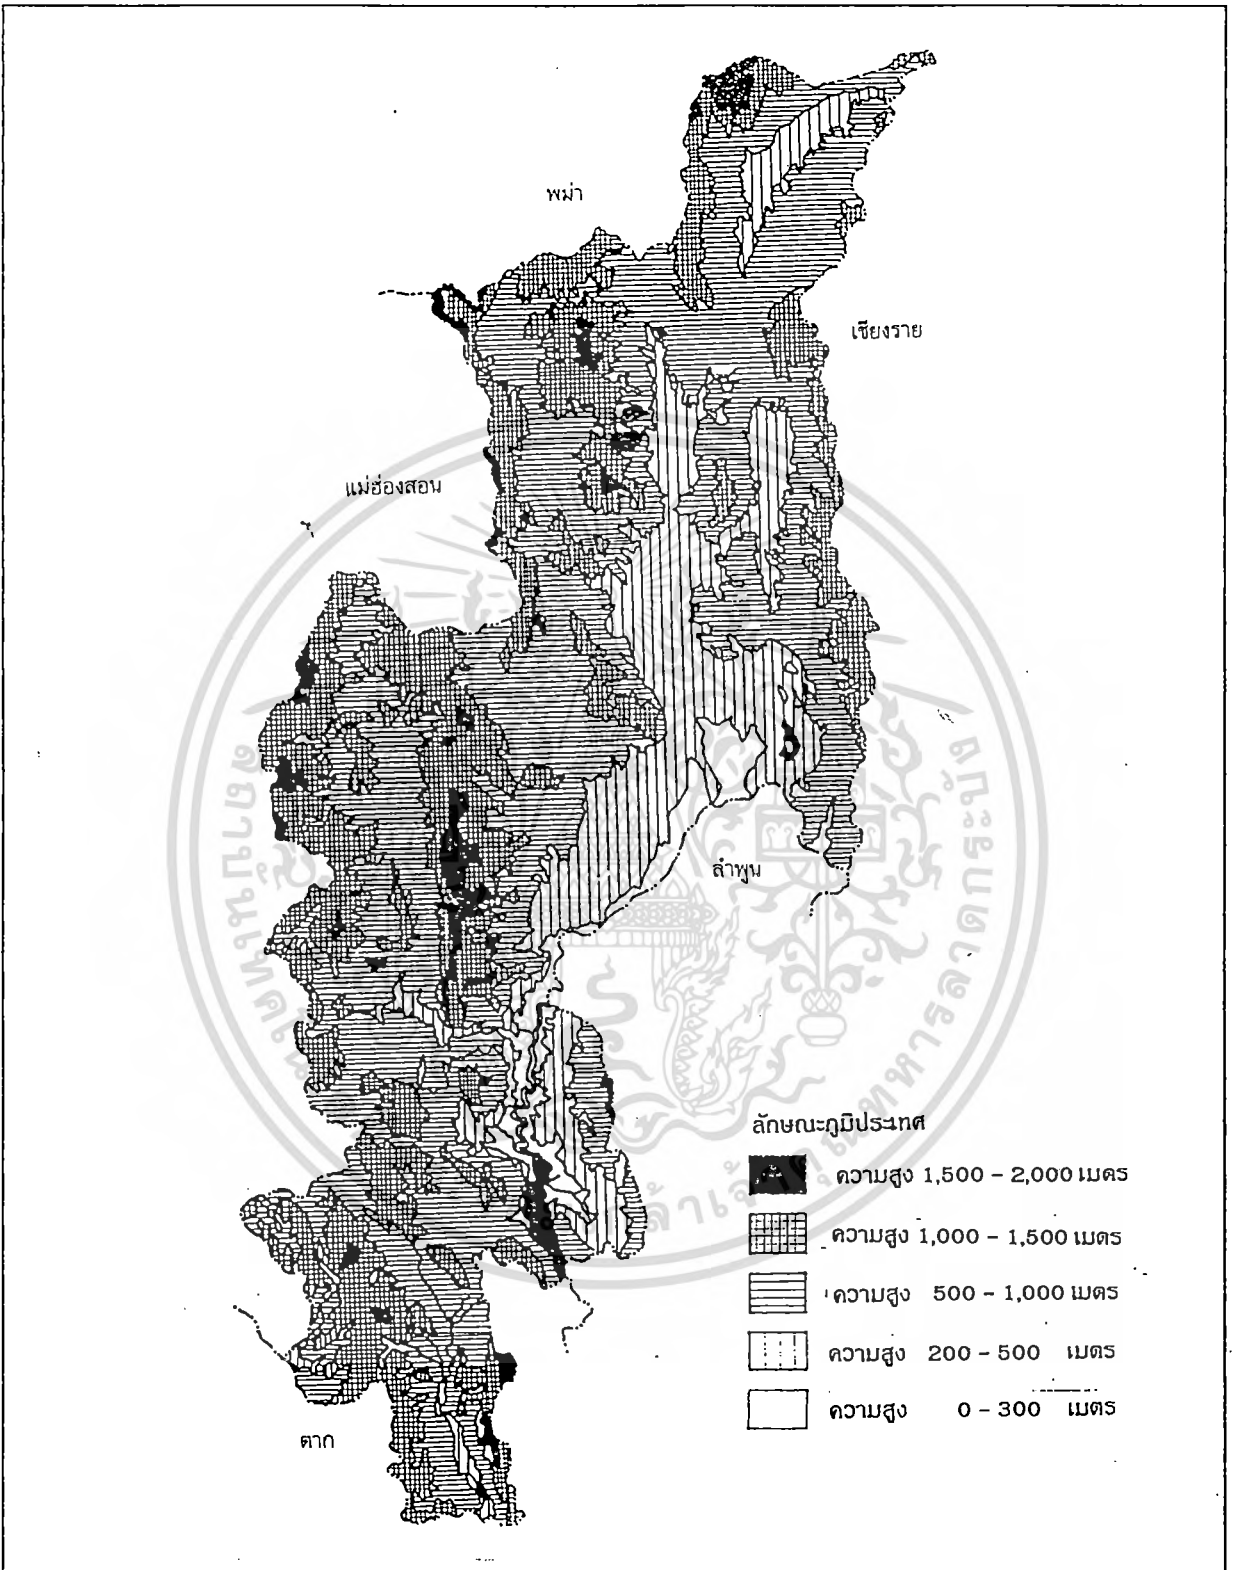 พม่า
เชียงราย
แม่ฮ่องสอน
ลำพูน
ตาก
ลักษณะภูมิประเทศ
ความสูง 1,500 - 2,000 เมตร
ความสูง 1,000 - 1,500 เมตร
ความสูง 500 - 1,000 เมตร
ความสูง 200 - 500 เมตร
ความสูง 0 - 300 เมตร